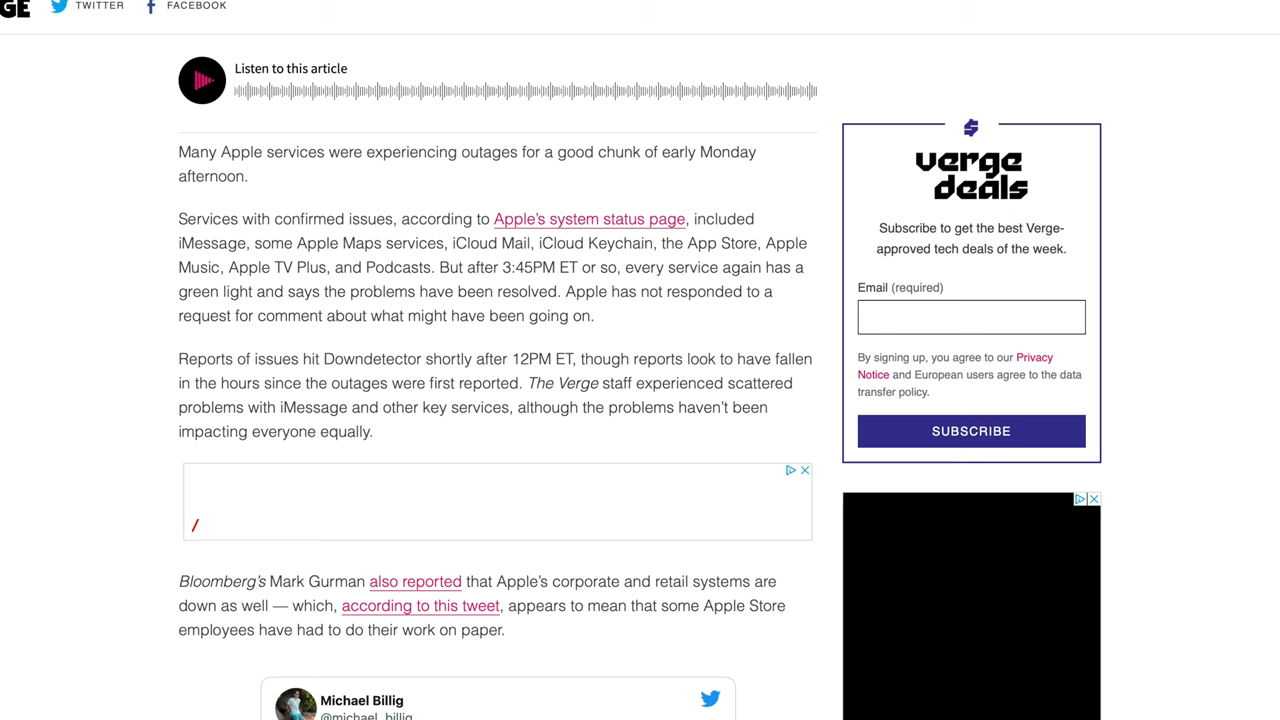 GE TWITTER FACEBOOK
Listen to this article
Many Apple services were experiencing outages for a good chunk of early Monday
afternoon.
Services with confirmed issues, according to Apple’s system status page, included
iMessage, some Apple Maps services, iCloud Mail, iCloud Keychain, the App Store, Apple
Music, Apple TV Plus, and Podcasts. But after 3:45PM ET or so, every service again has a
green light and says the problems have been resolved. Apple has not responded to a
request for comment about what might have been going on.
Reports of issues hit Downdetector shortly after 12PM ET, though reports look to have fallen
in the hours since the outages were first reported. The Verge staff experienced scattered
problems with iMessage and other key services, although the problems haven’t been
impacting everyone equally.
/
Bloomberg’s Mark Gurman also reported that Apple’s corporate and retail systems are
down as well — which, according to this tweet, appears to mean that some Apple Store
employees have had to do their work on paper.
Michael Billig
@michael_billig
$
verge
deals
Subscribe to get the best Verge-
approved tech deals of the week.
Email (required)
By signing up, you agree to our Privacy
Notice and European users agree to the data
transfer policy.
SUBSCRIBE